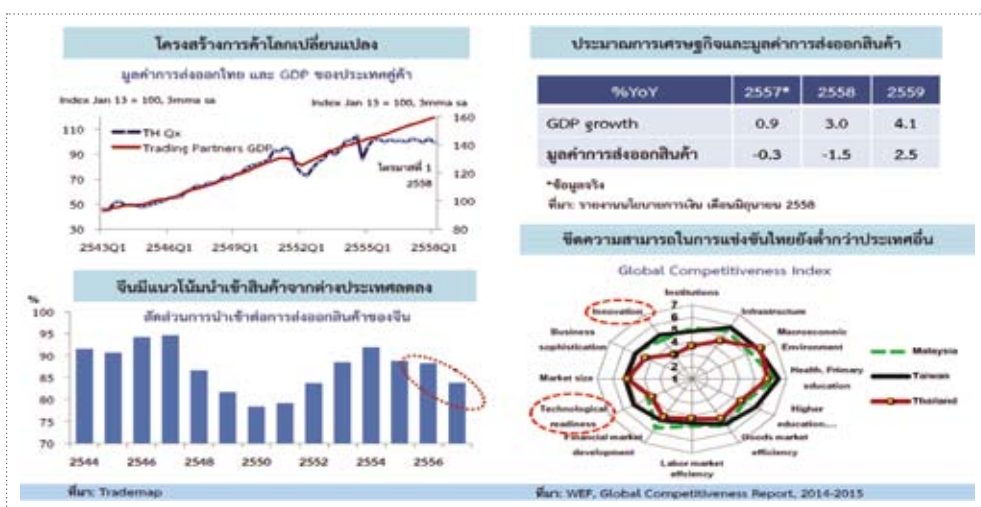 โครงสร้างการค้าโลกเปลี่ยนแปลง
มูลค่าการส่งออกไทย และ GDP ของประเทศคู่ค้า
Index Jan 13 = 100, 3mma sa
Index Jan 13 = 100, 3mma sa
110
90
70
50
30
160
140
120
100
80
TH Qx
Trading Partners GDP
ไตรมาสที่ 1
2558
2543Q1 2546Q1 2549Q1 2552Q1 2555Q1 2558Q1
จีนมีแนวโน้มนำเข้าสินค้าจากต่างประเทศลดลง
%
สัดส่วนการนำเข้าต่อการส่งออกสินค้าของจีน
100
95
90
85
80
75
70
2544 2546 2548 2550 2552 2554 2556
ที่มา: Trademap
ประมาณการเศรษฐกิจและมูลค่าการส่งออกสินค้า
%YoY 2557* 2558 2559
GDP growth 0.9 3.0 4.1
มูลค่าการส่งออกสินค้า -0.3 -1.5 2.5
*ข้อมูลจริง
ที่มา: รายงานนโยบายการเงิน เดือนมิถุนายน 2558
ขีดความสามารถในการแข่งขันไทยยังต่ำกว่าประเทศอื่น
Global Competitiveness Index
Institutions
Infrastructure
Macroeconomic
Environment
Health, Primary
education
Higher
education....
Goods market
efficiency
Labor market
efficiency
Financial market
development
Technological
readiness
Market size
Business
sophistication
Innovation
7
6
5
4
3
2
1
Malaysia
Taiwan
Thailand
ที่มา: WEF, Global Competitiveness Report, 2014-2015